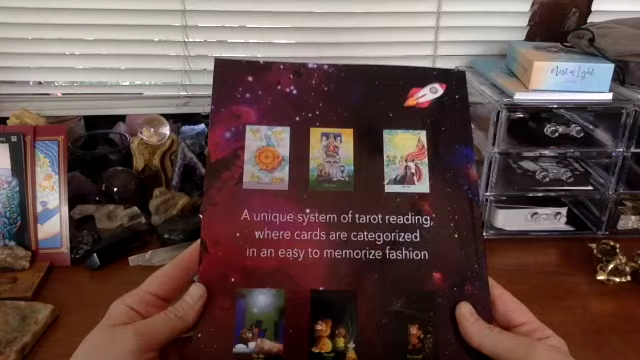 A unique system of tarot reading,
where cards are categorized
in an easy to memorize fashion